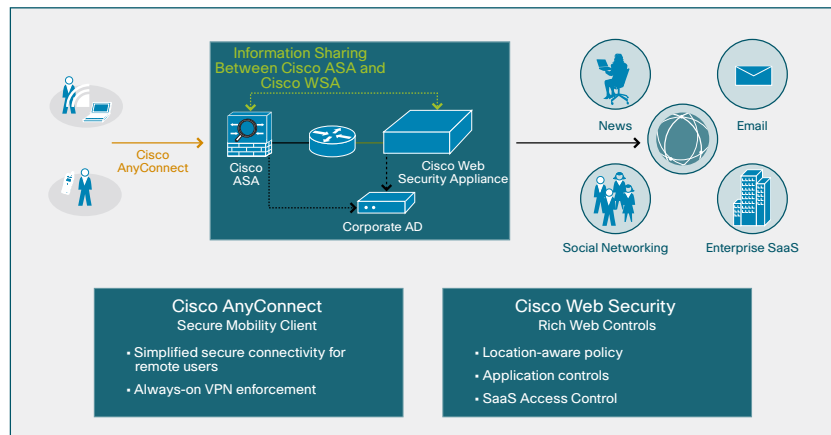 Information Sharing
Between Cisco ASA and
Cisco WSA
Cisco
AnyConnect
Cisco
ASA
Cisco Web
Security Appliance
Corporate AD
News
Email
Social Networking
Enterprise SaaS
Cisco AnyConnect
Secure Mobility Client
▪ Simplified secure connectivity for
remote users
▪ Always-on VPN enforcement
Cisco Web Security
Rich Web Controls
▪ Location-aware policy
▪ Application controls
▪ SaaS Access Control